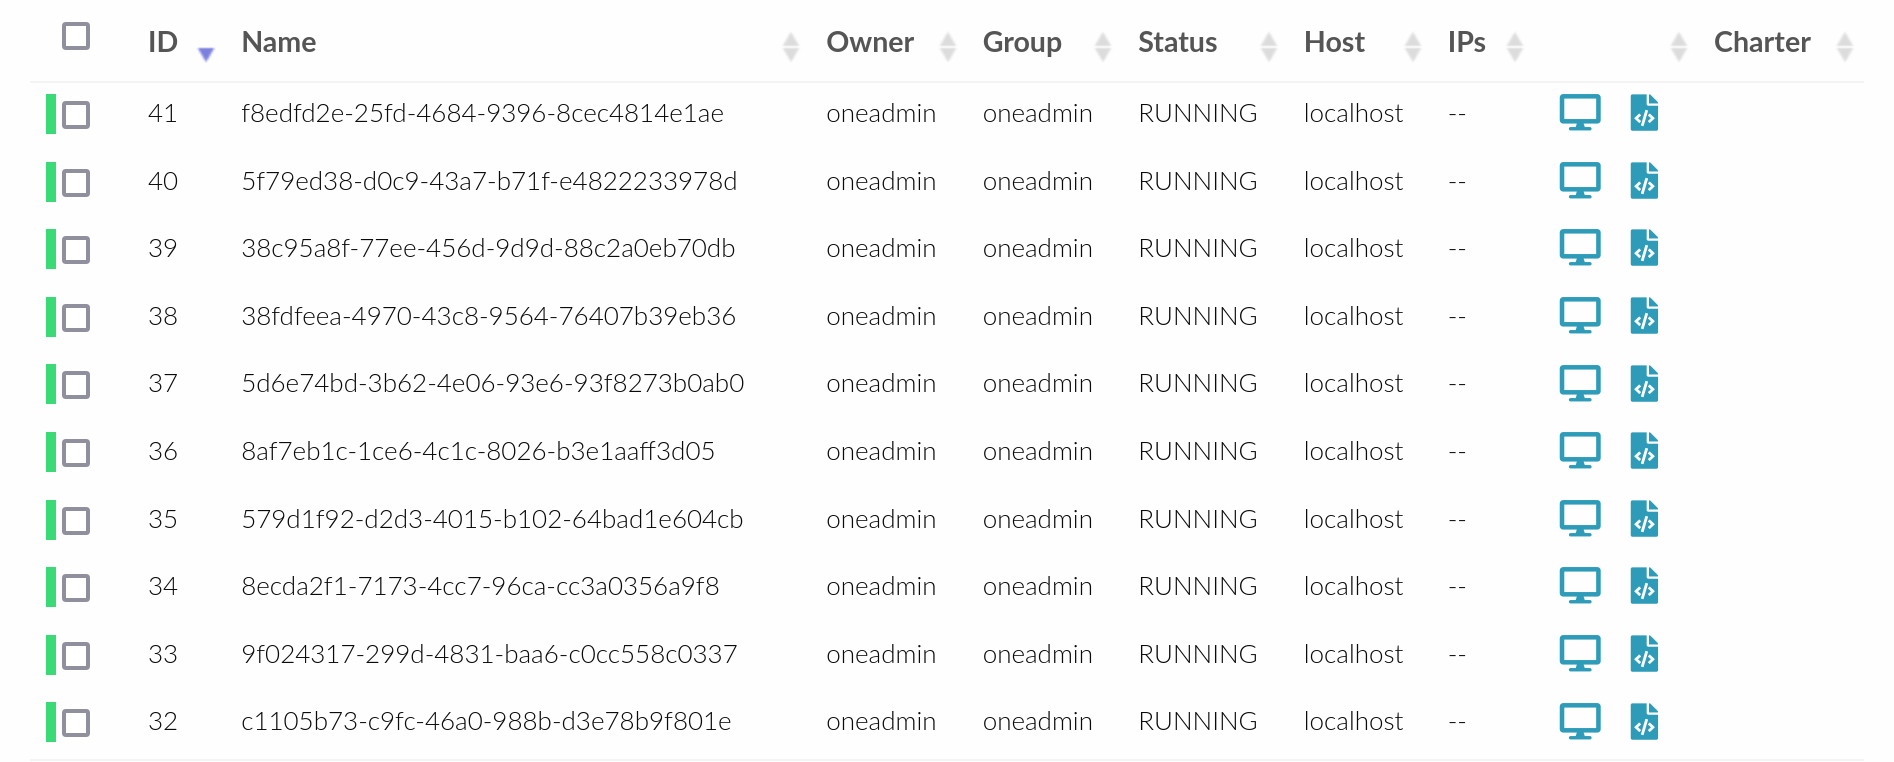 ID Name Owner Group Status Host IPs Charter
41 f8edfd2e-25fd-4684-9396-8cec4814e1ae oneadmin oneadmin RUNNING localhost --
40 5f79ed38-d0c9-43a7-b71f-e4822233978d oneadmin oneadmin RUNNING localhost --
39 38c95a8f-77ee-456d-9d9d-88c2a0eb70db oneadmin oneadmin RUNNING localhost --
38 38fdfeea-4970-43c8-9564-76407b39eb36 oneadmin oneadmin RUNNING localhost --
37 5d6e74bd-3b62-4e06-93e6-93f8273b0ab0 oneadmin oneadmin RUNNING localhost --
36 8af7eb1c-1ce6-4c1c-8026-b3e1aaff3d05 oneadmin oneadmin RUNNING localhost --
35 579d1f92-d2d3-4015-b102-64bad1e604cb oneadmin oneadmin RUNNING localhost --
34 8ecda2f1-7173-4cc7-96ca-cc3a0356a9f8 oneadmin oneadmin RUNNING localhost --
33 9f024317-299d-4831-baa6-c0cc558c0337 oneadmin oneadmin RUNNING localhost --
32 c1105b73-c9fc-46a0-988b-d3e78b9f801e oneadmin oneadmin RUNNING localhost --